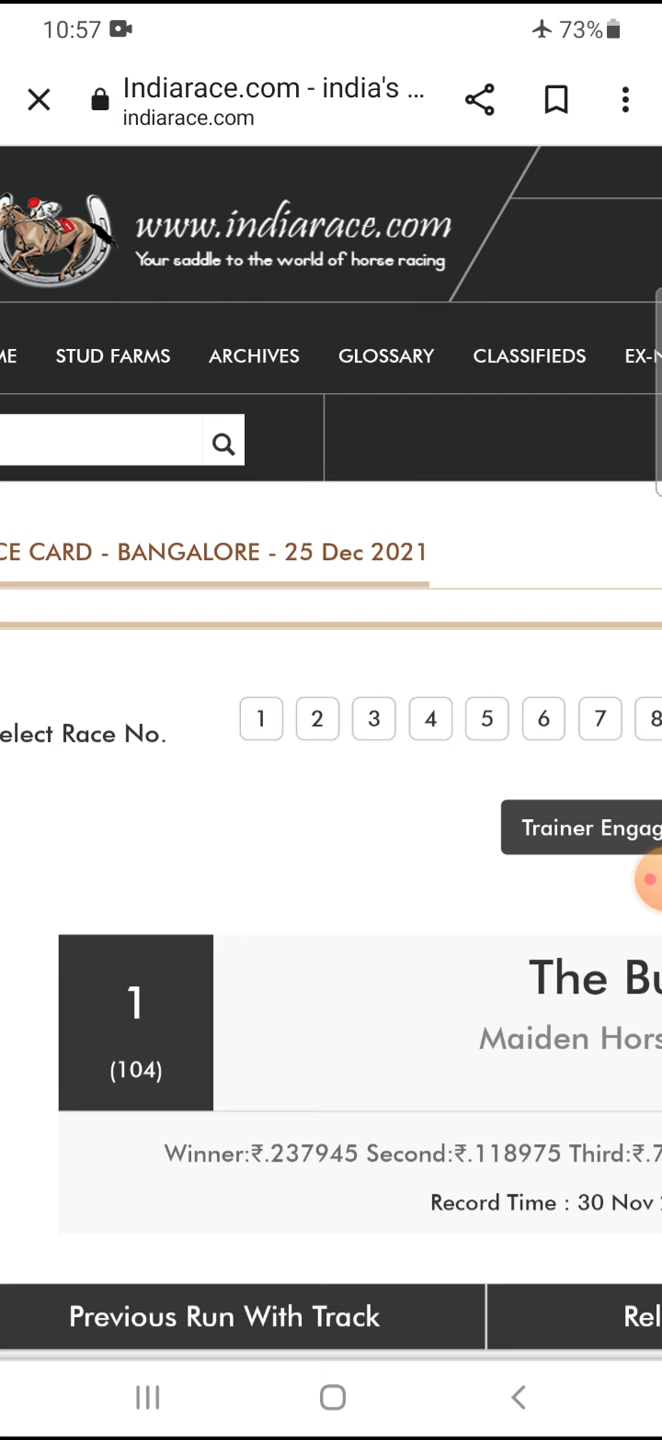 10:57
73%
Indiarace.com - india's ...
indiarace.com
www.indiarace.com
Your saddle to the world of horse racing
ME STUD FARMS ARCHIVES GLOSSARY CLASSIFIEDS EX-N
CE CARD - BANGALORE - 25 Dec 2021
elect Race No. 1 2 3 4 5 6 7 8
Trainer Engag
1
The Bu
Maiden Hors
(104)
Winner:₹.237945 Second:₹.118975 Third:₹.7
Record Time : 30 Nov
Previous Run With Track Rel